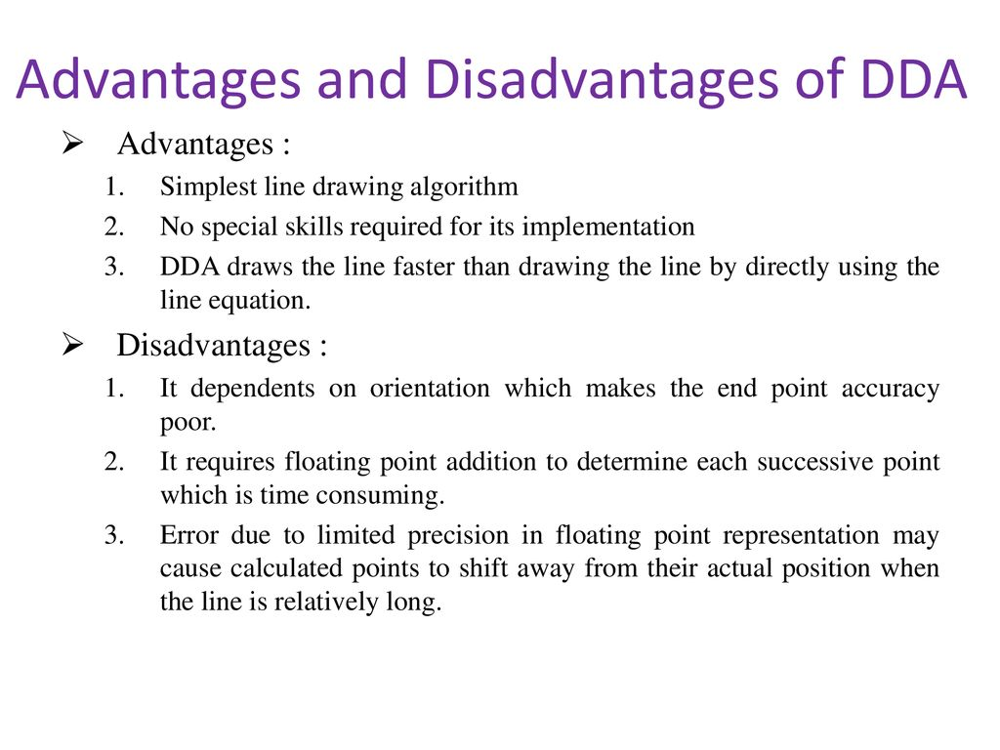 Advantages and Disadvantages of DDA
➢ Advantages :
1. Simplest line drawing algorithm
2. No special skills required for its implementation
3. DDA draws the line faster than drawing the line by directly using the
line equation.
➢ Disadvantages :
1. It dependents on orientation which makes the end point accuracy
poor.
2. It requires floating point addition to determine each successive point
which is time consuming.
3. Error due to limited precision in floating point representation may
cause calculated points to shift away from their actual position when
the line is relatively long.